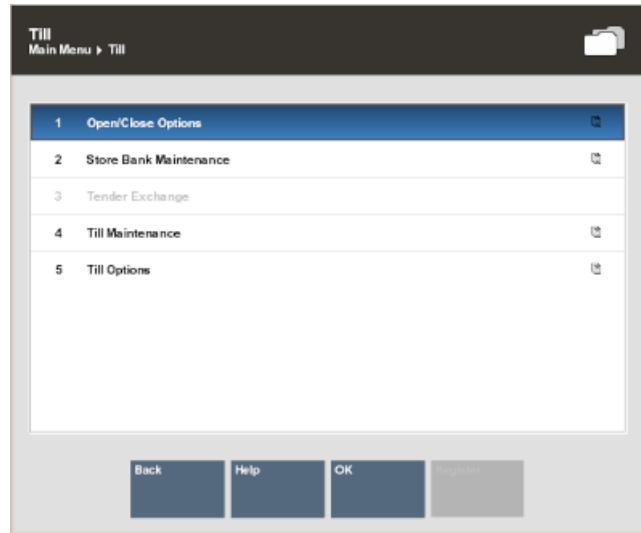 Till
Main Menu ▸ Till
1 Open/Close Options
2 Store Bank Maintenance
3 Tender Exchange
4 Till Maintenance
5 Till Options
Back Help OK Register